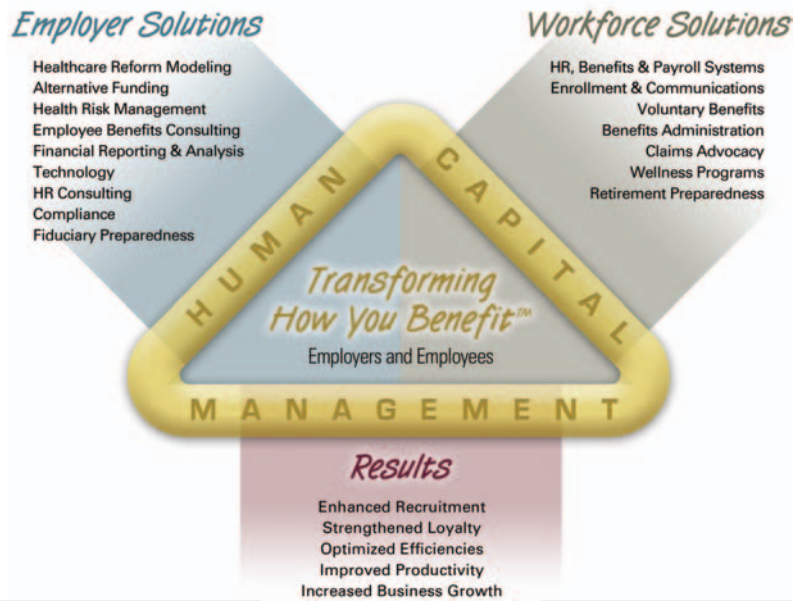 Employer Solutions
Healthcare Reform Modeling
Alternative Funding
Health Risk Management
Employee Benefits Consulting
Financial Reporting & Analysis
Technology
HR Consulting
Compliance
Fiduciary Preparedness
Workforce Solutions
HR, Benefits & Payroll Systems
Enrollment & Communications
Voluntary Benefits
Benefits Administration
Claims Advocacy
Wellness Programs
Retirement Preparedness
HUMAN
CAPITAL
MANAGEMENT
Transforming
How You Benefit™
Employers and Employees
Results
Enhanced Recruitment
Strengthened Loyalty
Optimized Efficiencies
Improved Productivity
Increased Business Growth